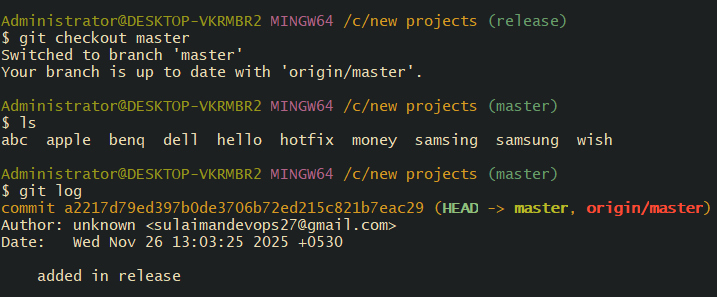 Administrator@DESKTOP-VKRMBR2 MINGW64 /c/new projects (release)
$ git checkout master
Switched to branch 'master'
Your branch is up to date with 'origin/master'.
Administrator@DESKTOP-VKRMBR2 MINGW64 /c/new projects (master)
$ ls
abc  apple  benq  dell  hello  hotfix  money  samsing  samsung  wish
Administrator@DESKTOP-VKRMBR2 MINGW64 /c/new projects (master)
$ git log
commit a2217d79ed397b0de3706b72ed215c821b7eac29 (HEAD -> master, origin/master)
Author: unknown <sulaimandevops27@gmail.com>
Date:   Wed Nov 26 13:03:25 2025 +0530
    added in release